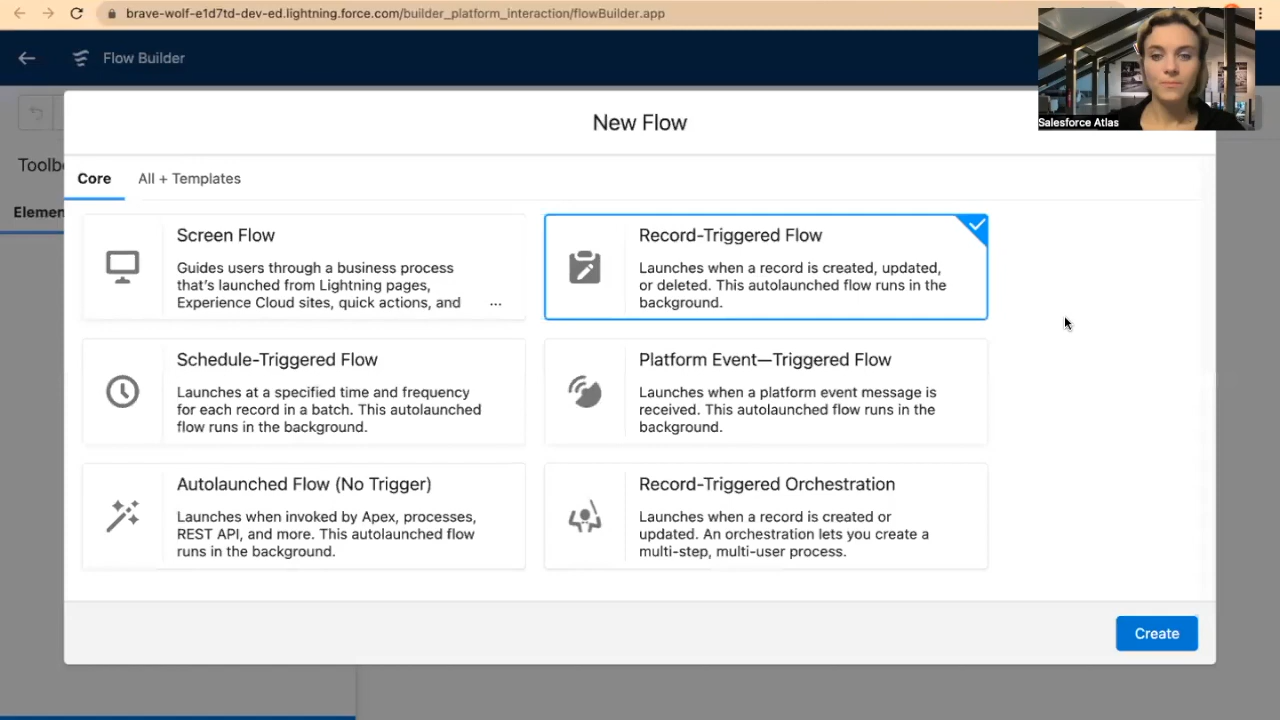 brave-wolf-e1d7td-dev-ed.lightning.force.com/builder_platform_interaction/flowBuilder.app
Flow Builder
Salesforce Atlas
New Flow
Toolb
Elemen
Core
All + Templates
Screen Flow
Guides users through a business process
that's launched from Lightning pages,
Experience Cloud sites, quick actions, and ...
Record-Triggered Flow
Launches when a record is created, updated,
or deleted. This autolaunched flow runs in the
background.
Schedule-Triggered Flow
Launches at a specified time and frequency
for each record in a batch. This autolaunched
flow runs in the background.
Platform Event—Triggered Flow
Launches when a platform event message is
received. This autolaunched flow runs in the
background.
Autolaunched Flow (No Trigger)
Launches when invoked by Apex, processes,
REST API, and more. This autolaunched flow
runs in the background.
Record-Triggered Orchestration
Launches when a record is created or
updated. An orchestration lets you create a
multi-step, multi-user process.
Create